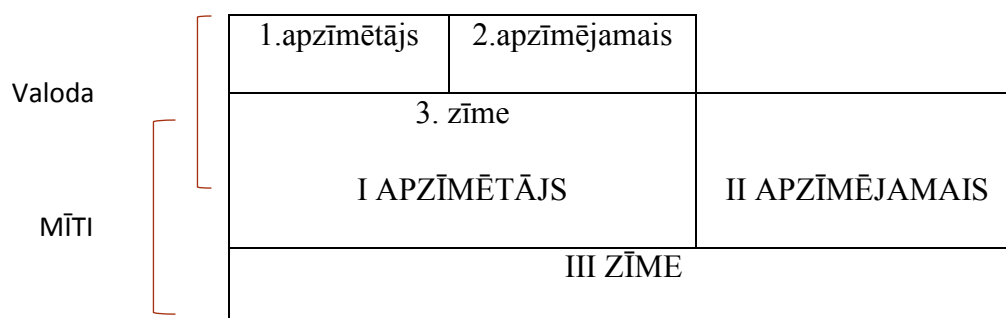 1.apzīmētājs 2.apzīmējamais
Valoda
3. zīme
I APZĪMĒTĀJS II APZĪMĒJAMAIS
MĪTI
III ZĪME